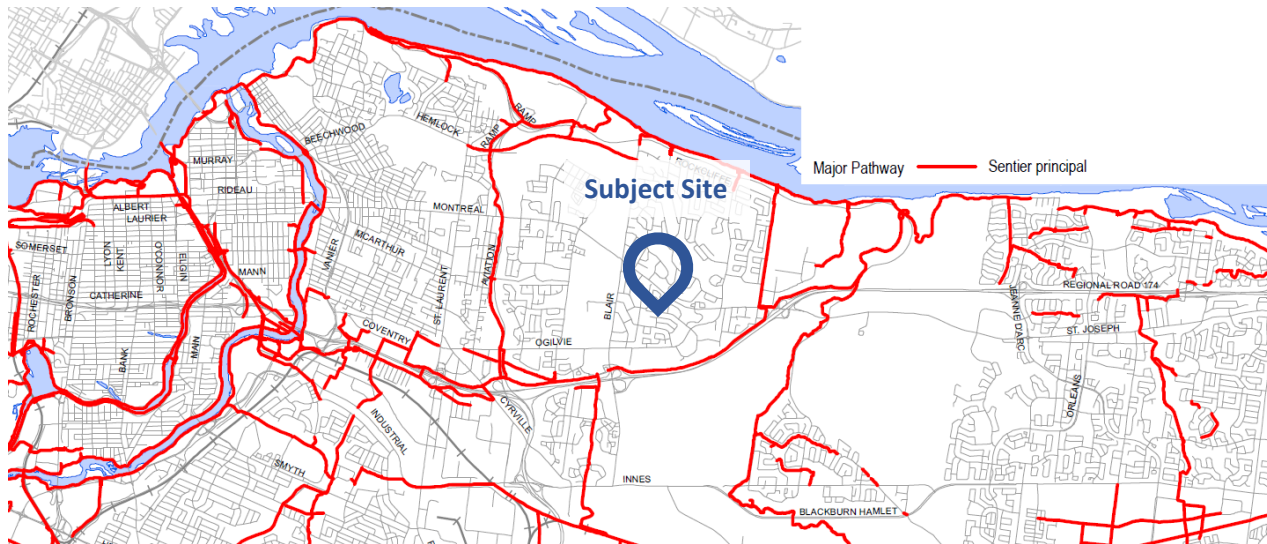 HEMLOCK
RAMP
RAMP
BEECHWOOD
MURRAY
ROCKCLIFFE
Major Pathway
Sentier principal
Subject Site
RIDEAU
ALBERT
LAURIER
MONTREAL
SOMERSET
LYON
KENT
O'CONNOR
ELGIN
VANIER
MCARTHUR
AVIATION
MANN
ROCHESTER
BRONSON
CATHERINE
ST. LAURENT
BLAIR
REGIONAL ROAD 174
JEANNE D'ARC
ST. JOSEPH
COVENTRY
OGILVIE
BANK
MAIN
ORLEANS
CYRVILLE
INDUSTRIAL
SMYTH
INNES
BLACKBURN HAMLET